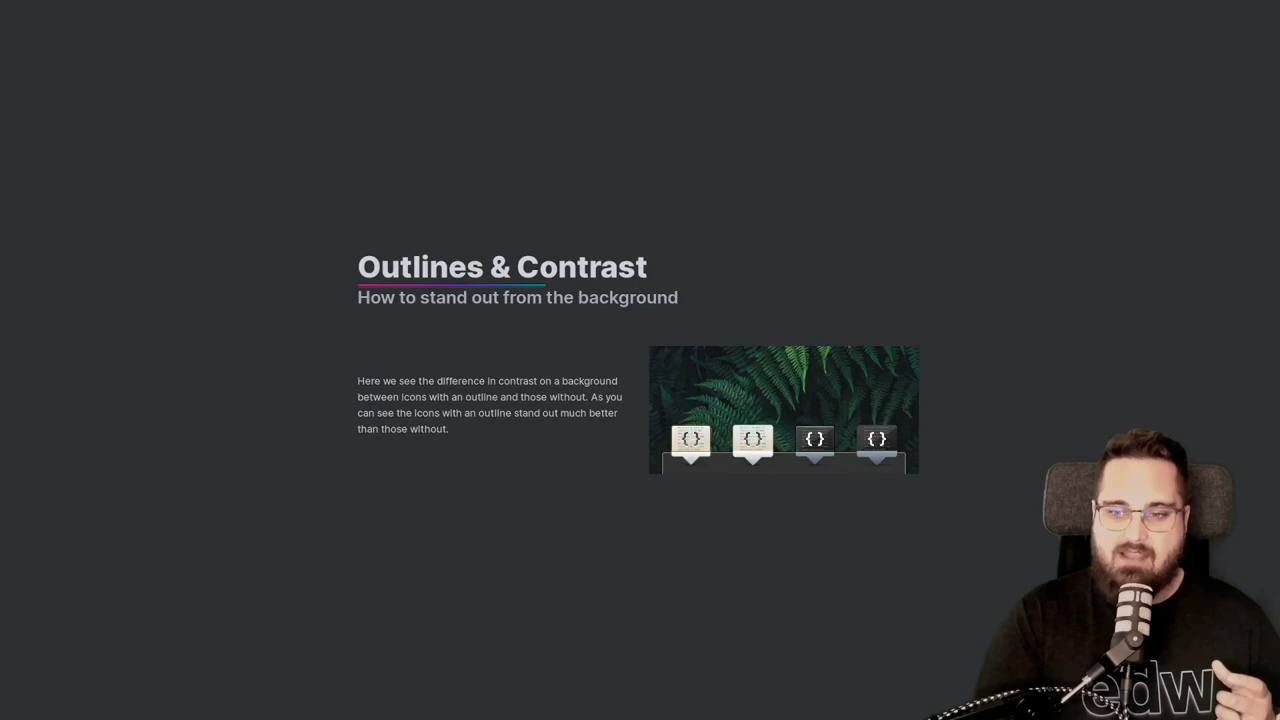 Outlines & Contrast
How to stand out from the background
Here we see the difference in contrast on a background
between icons with an outline and those without. As you
can see the icons with an outline stand out much better
than those without.
{ } { } { } { }
edw